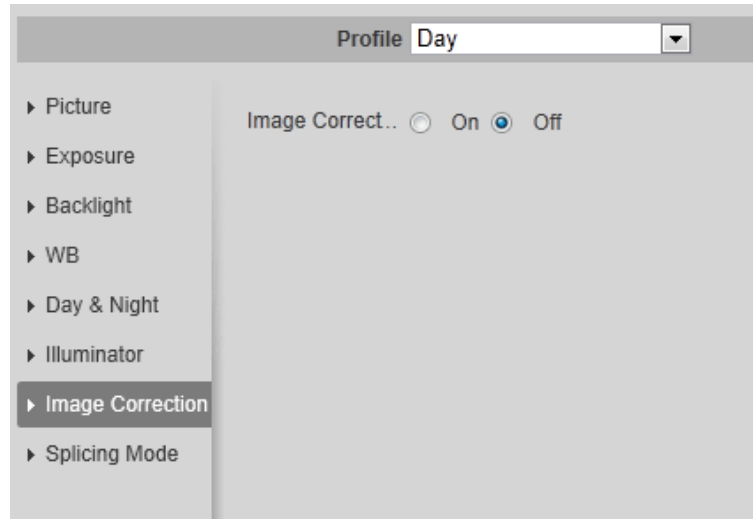 Profile Day
Picture
Image Correct.. On Off
Exposure
Backlight
WB
Day & Night
Illuminator
Image Correction
Splicing Mode